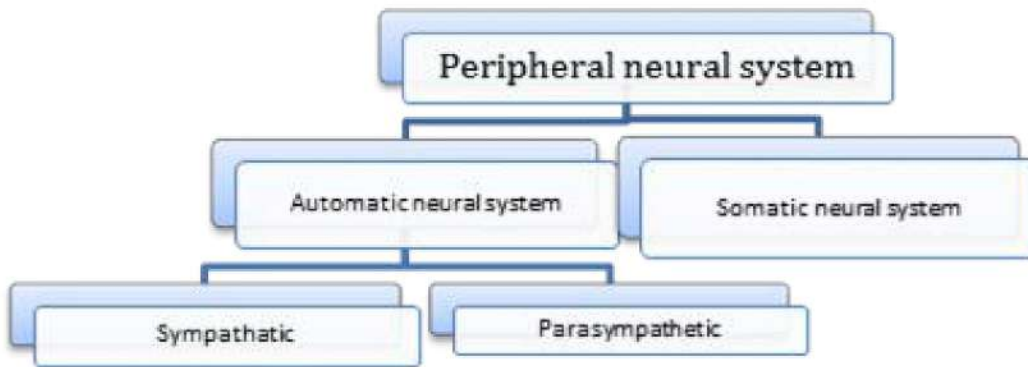 Peripheral neural system
Automatic neural system
Somatic neural system
Sympathatic
Parasympathetic